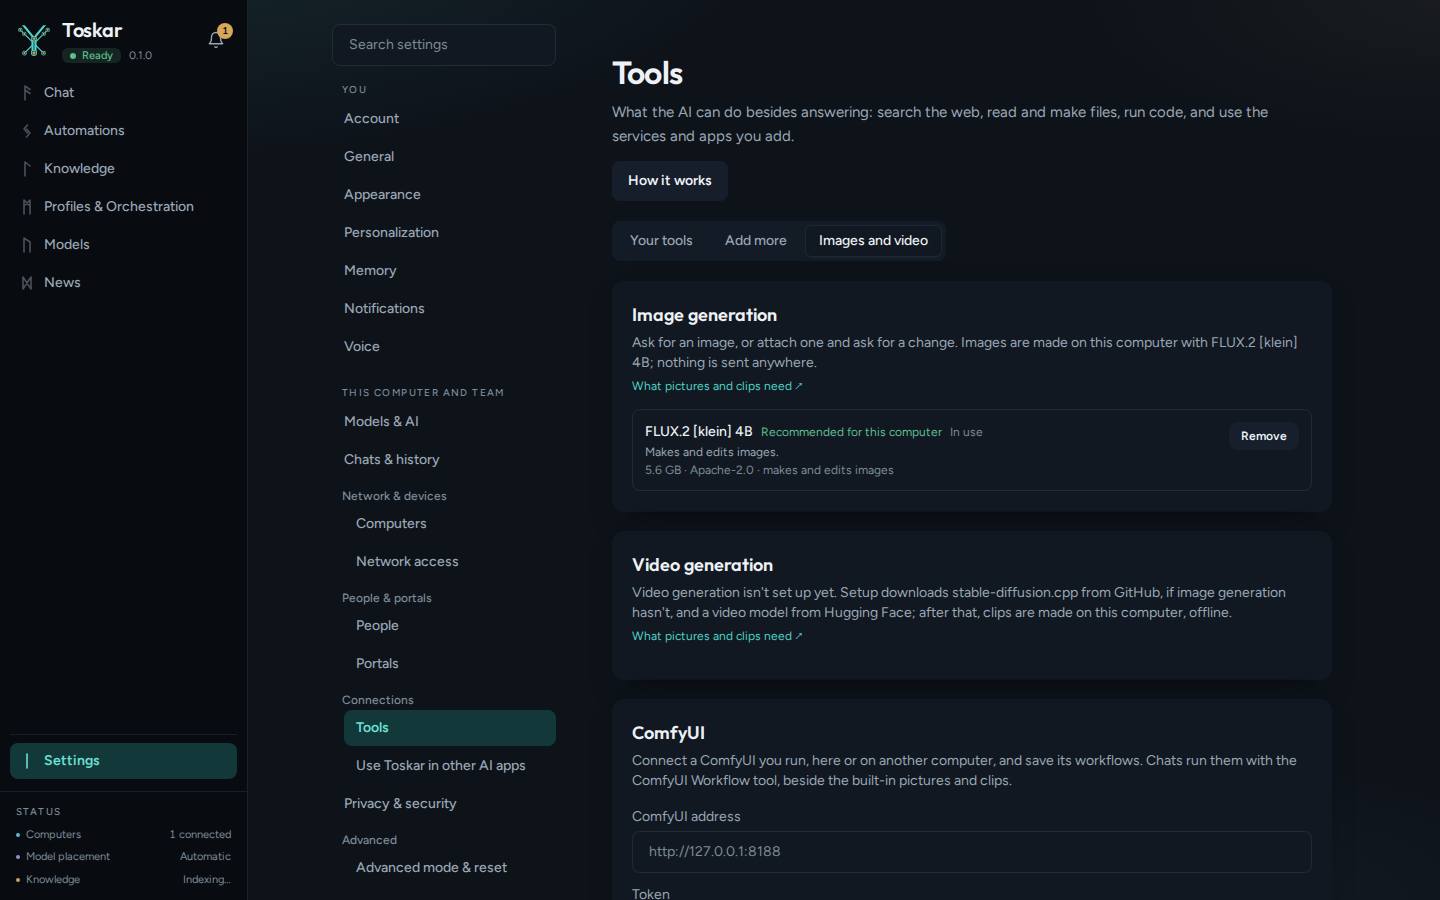 Toskar
Ready 0.1.0
1
Chat
Automations
Knowledge
Profiles & Orchestration
Models
News
Settings
STATUS
Computers 1 connected
Model placement Automatic
Knowledge Indexing...
Search settings
YOU
Account
General
Appearance
Personalization
Memory
Notifications
Voice
THIS COMPUTER AND TEAM
Models & AI
Chats & history
Network & devices
Computers
Network access
People & portals
People
Portals
Connections
Tools
Use Toskar in other AI apps
Privacy & security
Advanced
Advanced mode & reset
Tools
What the AI can do besides answering: search the web, read and make files, run code, and use the
services and apps you add.
How it works
Your tools Add more Images and video
Image generation
Ask for an image, or attach one and ask for a change. Images are made on this computer with FLUX.2 [klein]
4B; nothing is sent anywhere.
What pictures and clips need ↗
FLUX.2 [klein] 4B Recommended for this computer In use
Remove
Makes and edits images.
5.6 GB · Apache-2.0 · makes and edits images
Video generation
Video generation isn't set up yet. Setup downloads stable-diffusion.cpp from GitHub, if image generation
hasn't, and a video model from Hugging Face; after that, clips are made on this computer, offline.
What pictures and clips need ↗
ComfyUI
Connect a ComfyUI you run, here or on another computer, and save its workflows. Chats run them with the
ComfyUI Workflow tool, beside the built-in pictures and clips.
ComfyUI address
http://127.0.0.1:8188
Token